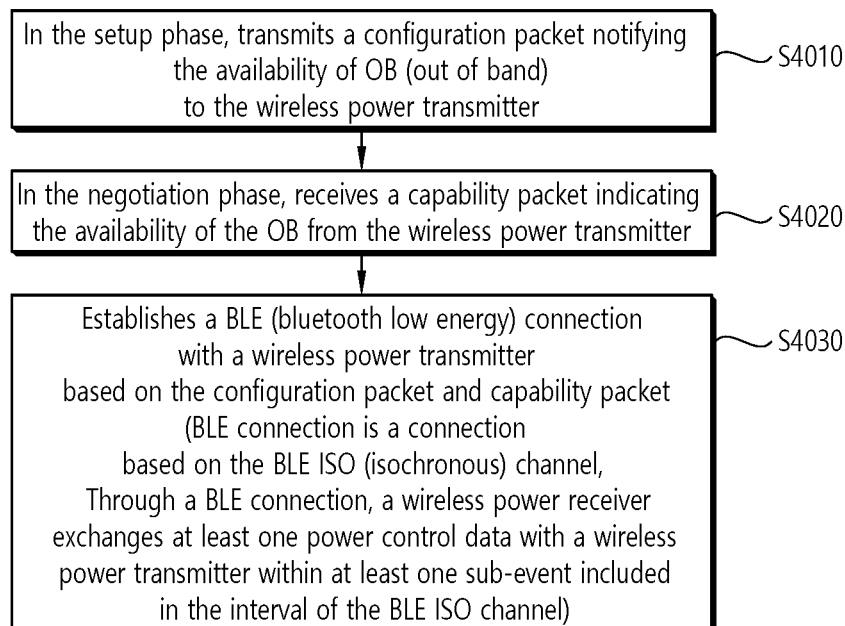 In the setup phase, transmits a configuration packet notifying
the availability of OB (out of band)
to the wireless power transmitter
S4010
In the negotiation phase, receives a capability packet indicating
the availability of the OB from the wireless power transmitter
S4020
Establishes a BLE (bluetooth low energy) connection
with a wireless power transmitter
based on the configuration packet and capability packet
(BLE connection is a connection
based on the BLE ISO (isochronous) channel,
Through a BLE connection, a wireless power receiver
exchanges at least one power control data with a wireless
power transmitter within at least one sub-event included
in the interval of the BLE ISO channel)
S4030